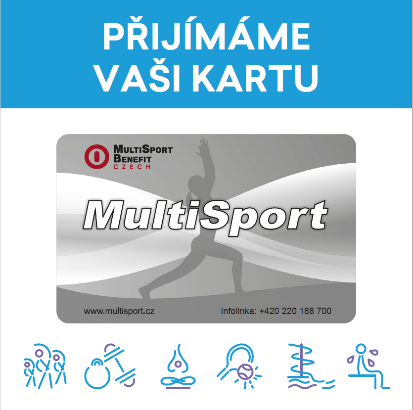 PŘIJÍMÁME
VAŠI KARTU
MULTISPORT
BENEFIT
CZECH
MultiSport
www.multisport.cz Infolinka: +420 220 188 700